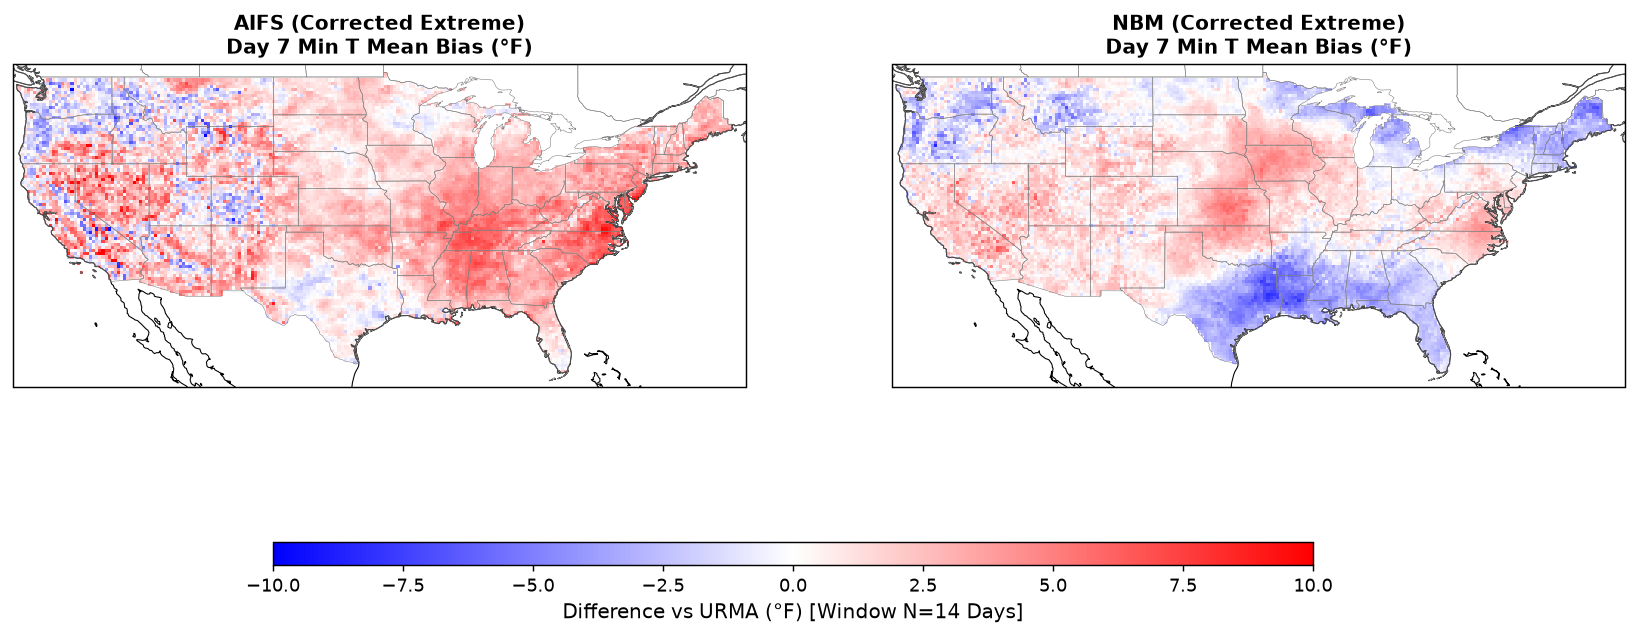 AIFS (Corrected Extreme)
Day 7 Min T Mean Bias (°F)
NBM (Corrected Extreme)
Day 7 Min T Mean Bias (°F)
−10.0 −7.5 −5.0 −2.5 0.0 2.5 5.0 7.5 10.0
Difference vs URMA (°F) [Window N=14 Days]